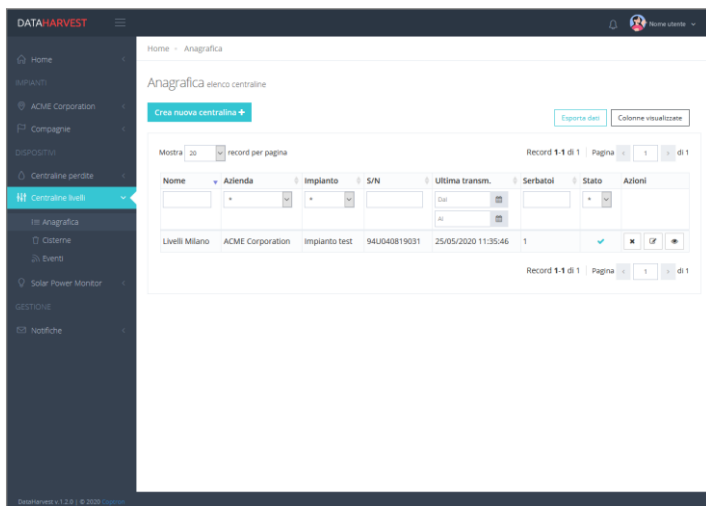 DATAHARVEST
Nome utente
Home
IMPIANTI
ACME Corporation
Compagnie
DISPOSITIVI
Centraline perdite
Centraline livelli
Anagrafica
Cisterne
Eventi
Solar Power Monitor
GESTIONE
Notifiche
DataHarvest v.1.2.0 | © 2020
Home - Anagrafica
Anagrafica elenco centraline
Crea nuova centralina +
Esporta dati
Colonne visualizzate
Mostra 20 record per pagina
Record 1-1 di 1 Pagina < 1 > di 1
Nome Azienda Impianto S/N Ultima transm. Serbatoi Stato Azioni
* * Dal *
Al
Livelli Milano ACME Corporation Impianto test 94U040819031 25/05/2020 11:35:46 1
Record 1-1 di 1 Pagina < 1 > di 1